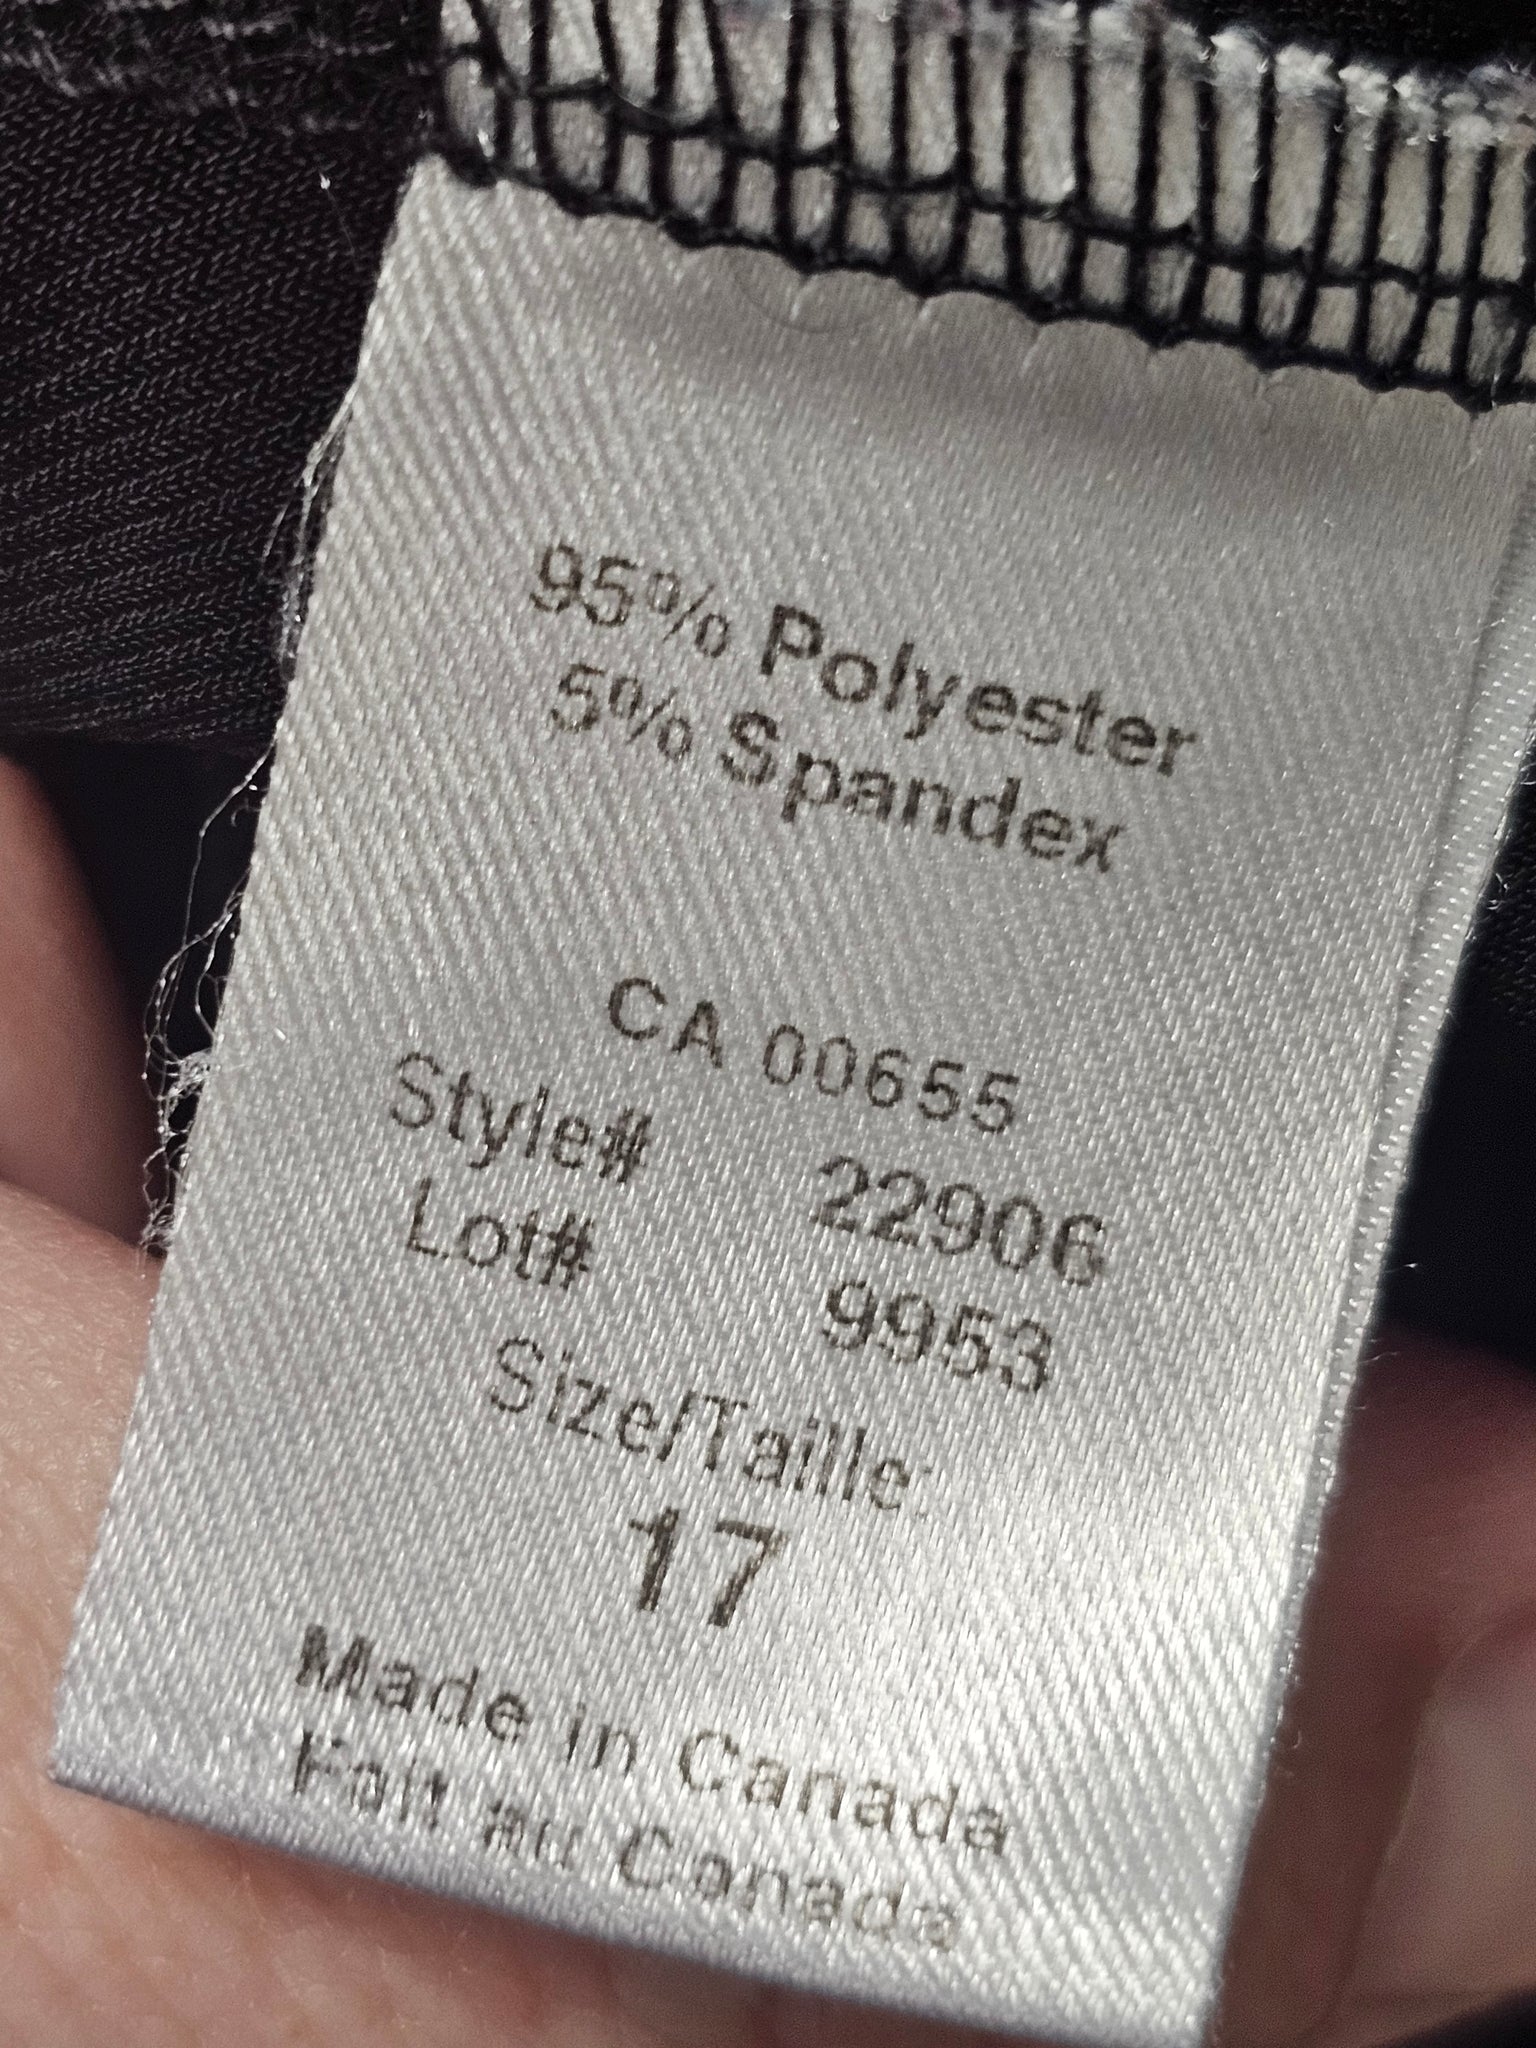 95% Polyester
5% Spandex
CA 00655
Style# 22906
Lot# 9953
Size/Taille:
17
Made in Canada
Fait au Canada